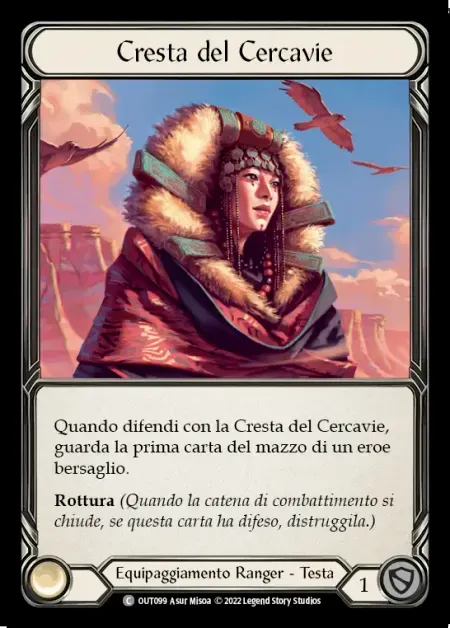 Cresta del Cercavie
Quando difendi con la Cresta del Cercavie,
guarda la prima carta del mazzo di un eroe
bersaglio.
Rottura (Quando la catena di combattimento si
chiude, se questa carta ha difeso, distruggila.)
Equipaggiamento Ranger - Testa
1
C OUT099 Asur Misoa © 2022 Legend Story Studios